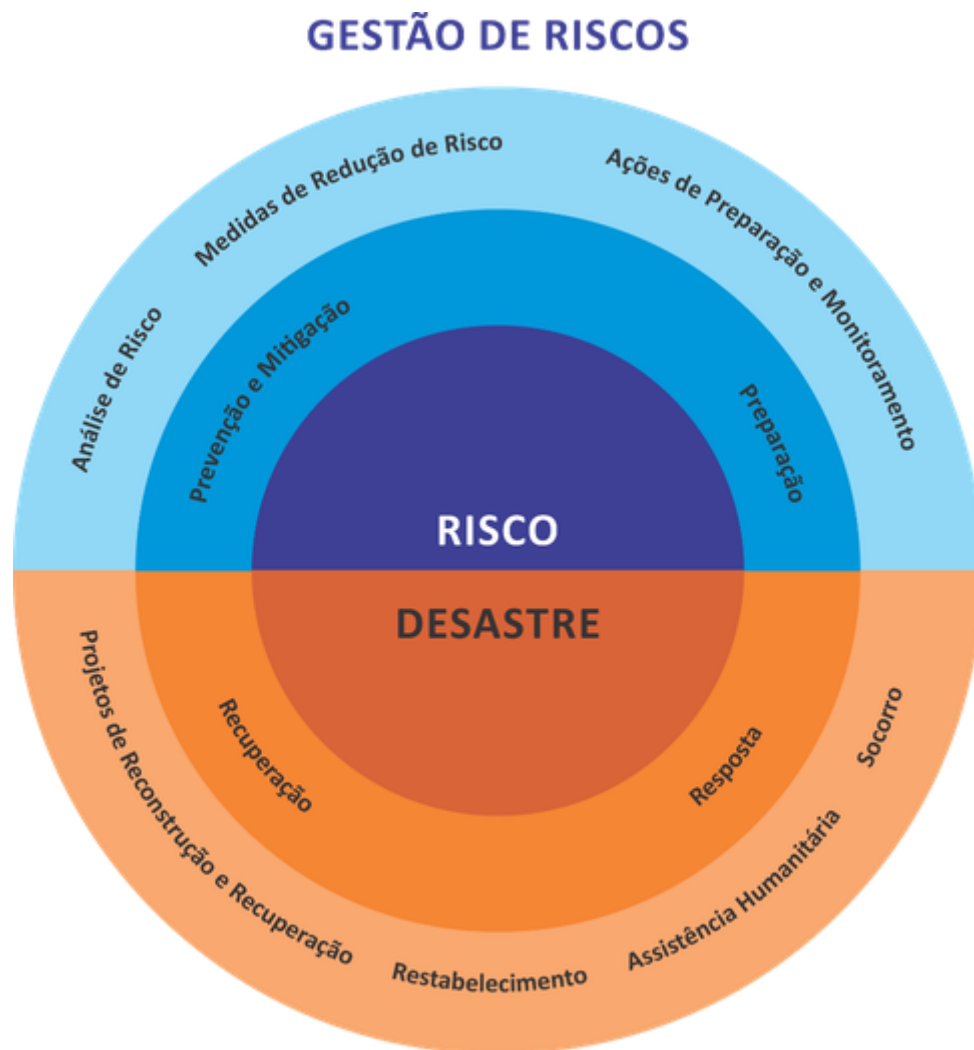 GESTÃO DE RISCOS
Análise de Risco
Medidas de Redução de Risco
Ações de Preparação e Monitoramento
Prevenção e Mitigação
Preparação
RISCO
DESASTRE
Recuperação
Resposta
Projetos de Reconstrução e Recuperação
Restabelecimento
Assistência Humanitária
Socorro